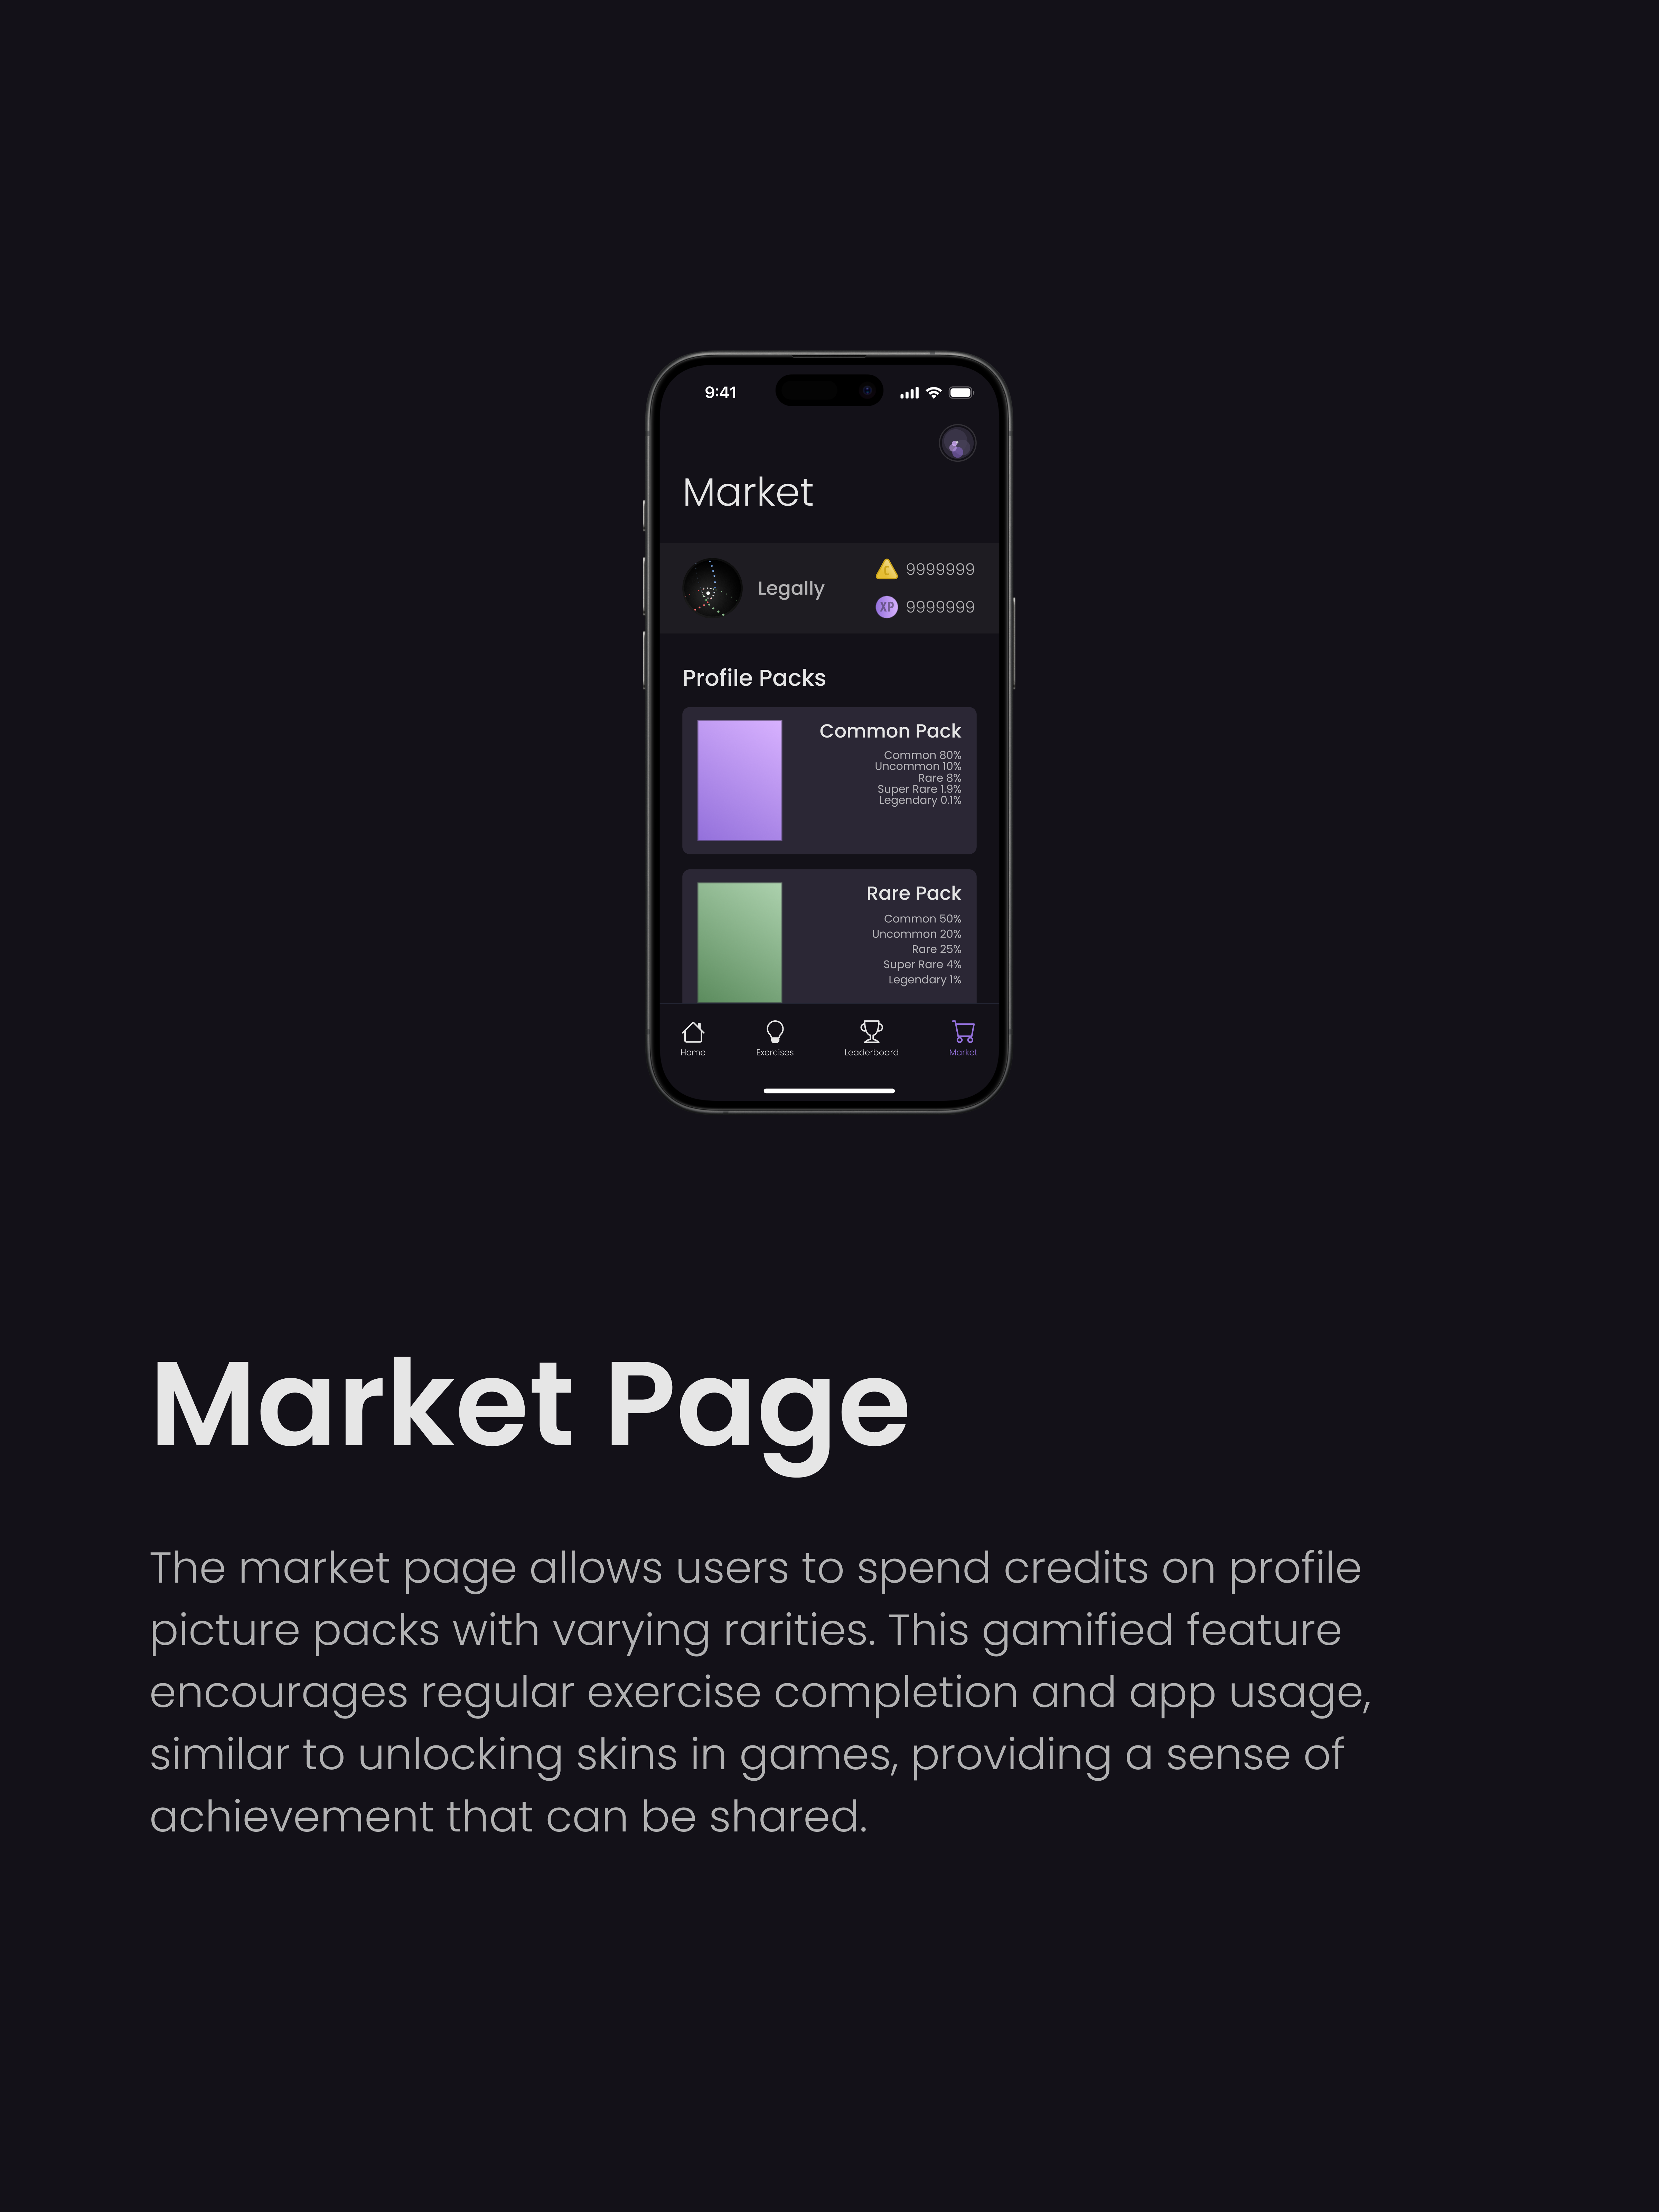 9:41
Market
Legally
C 9999999
XP 9999999
Profile Packs
Common Pack
Common 80%
Uncommon 10%
Rare 8%
Super Rare 1.9%
Legendary 0.1%
Rare Pack
Common 50%
Uncommon 20%
Rare 25%
Super Rare 4%
Legendary 1%
Home Exercises Leaderboard Market
Market Page
The market page allows users to spend credits on profile
picture packs with varying rarities. This gamified feature
encourages regular exercise completion and app usage,
similar to unlocking skins in games, providing a sense of
achievement that can be shared.